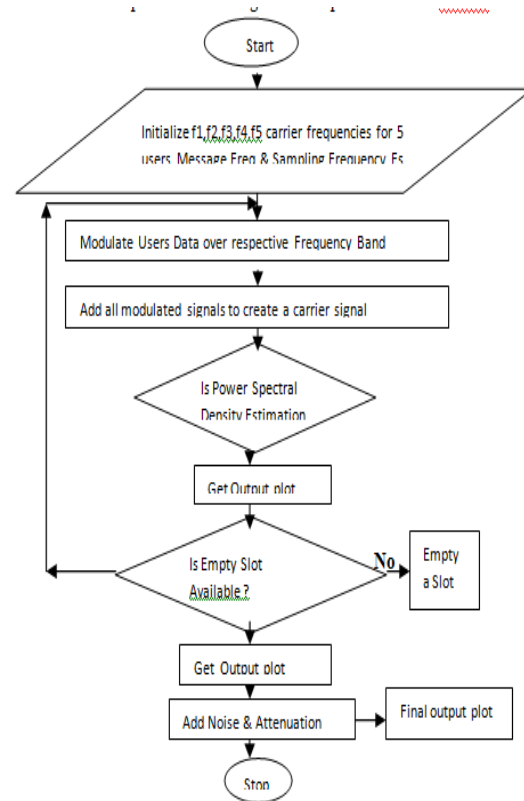 Start
Initialize f1,f2,f3,f4,f5 carrier frequencies for 5
users, Message Freq & Sampling Frequency Fs
Modulate Users Data over respective Frequency Band
Add all modulated signals to create a carrier signal
Is Power Spectral
Density Estimation
Get Output plot
Is Empty Slot
Available ?
No
Empty
a Slot
Get Output plot
Add Noise & Attenuation
Final output plot
Stop